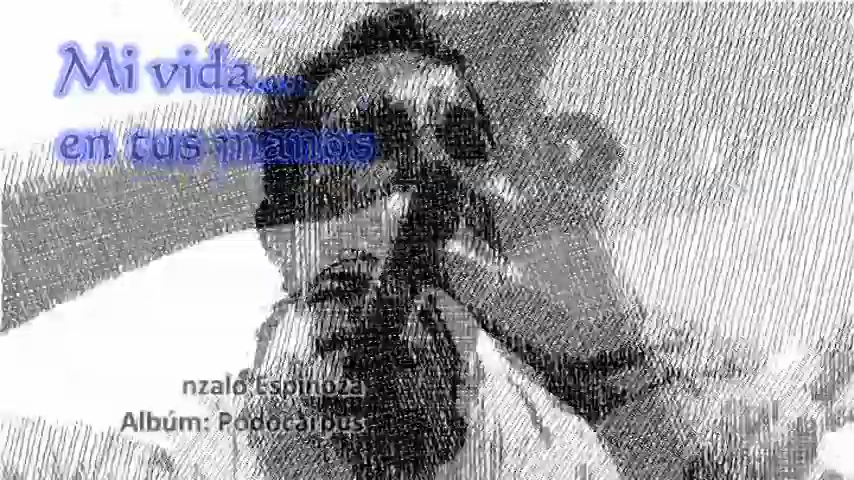 Mi vida...
en tus manos
nzalo Espinoza
Albúm: Podocarpus